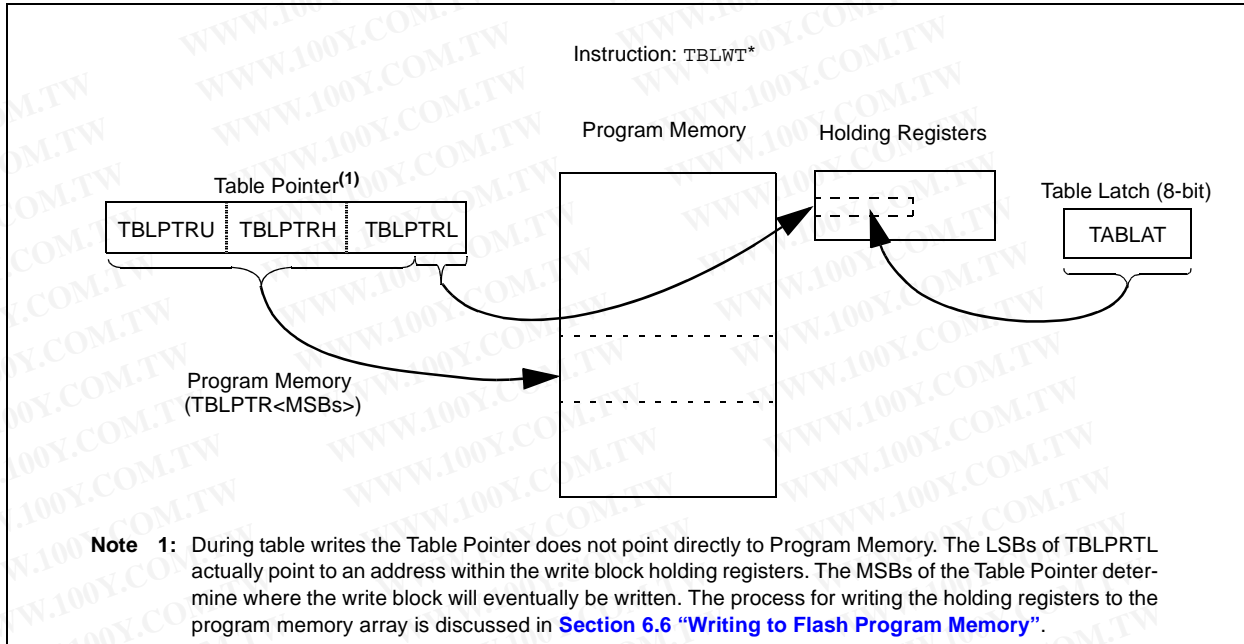 Instruction: TBLWT*
Program Memory
Holding Registers
Table Pointer(1)
Table Latch (8-bit)
TBLPTRU TBLPTRH TBLPTRL
TABLAT
Program Memory
(TBLPTR<MSBs>)
Note 1: During table writes the Table Pointer does not point directly to Program Memory. The LSBs of TBLPRTL
actually point to an address within the write block holding registers. The MSBs of the Table Pointer deter-
mine where the write block will eventually be written. The process for writing the holding registers to the
program memory array is discussed in Section 6.6 “Writing to Flash Program Memory”.
WWW.100Y.COM.TW